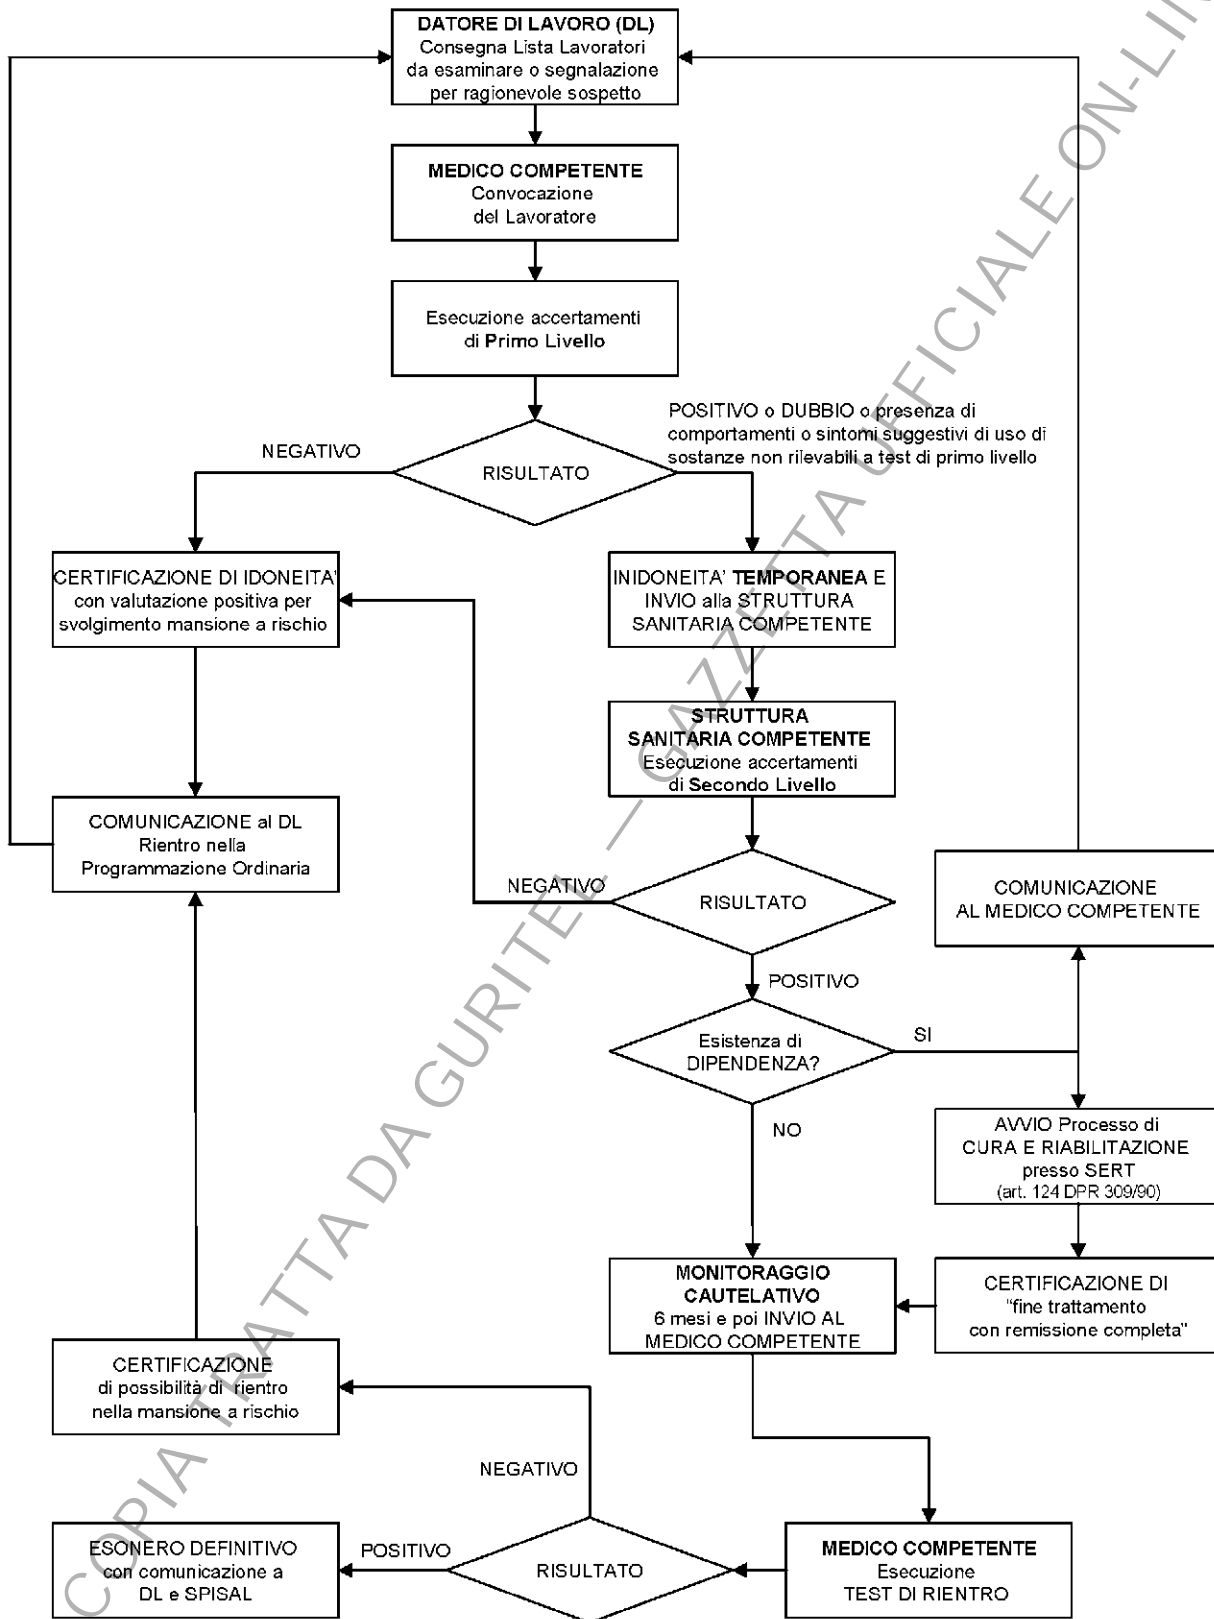 DATORE DI LAVORO (DL)
Consegna Lista Lavoratori
da esaminare o segnalazione
per ragionevole sospetto
MEDICO COMPETENTE
Convocazione
del Lavoratore
Esecuzione accertamenti
di Primo Livello
NEGATIVO
RISULTATO
POSITIVO o DUBBIO o presenza di
comportamenti o sintomi suggestivi di uso di
sostanze non rilevabili a test di primo livello
CERTIFICAZIONE DI IDONEITA'
con valutazione positiva per
svolgimento mansione a rischio
INIDONEITA' TEMPORANEA E
INVIO alla STRUTTURA
SANITARIA COMPETENTE
STRUTTURA
SANITARIA COMPETENTE
Esecuzione accertamenti
di Secondo Livello
COMUNICAZIONE al DL
Rientro nella
Programmazione Ordinaria
NEGATIVO
RISULTATO
COMUNICAZIONE
AL MEDICO COMPETENTE
POSITIVO
Esistenza di
DIPENDENZA?
SI
NO
AVVIO Processo di
CURA E RIABILITAZIONE
presso SERT
(art. 124 DPR 309/90)
MONITORAGGIO
CAUTELATIVO
6 mesi e poi INVIO AL
MEDICO COMPETENTE
CERTIFICAZIONE DI
"fine trattamento
con remissione completa"
CERTIFICAZIONE
di possibilità di rientro
nella mansione a rischio
NEGATIVO
ESONERO DEFINITIVO
con comunicazione a
DL e SPISAL
POSITIVO
RISULTATO
MEDICO COMPETENTE
Esecuzione
TEST DI RIENTRO
COPIA TRATTA DA GURITEL — GAZZETTA UFFICIALE ON-LIN